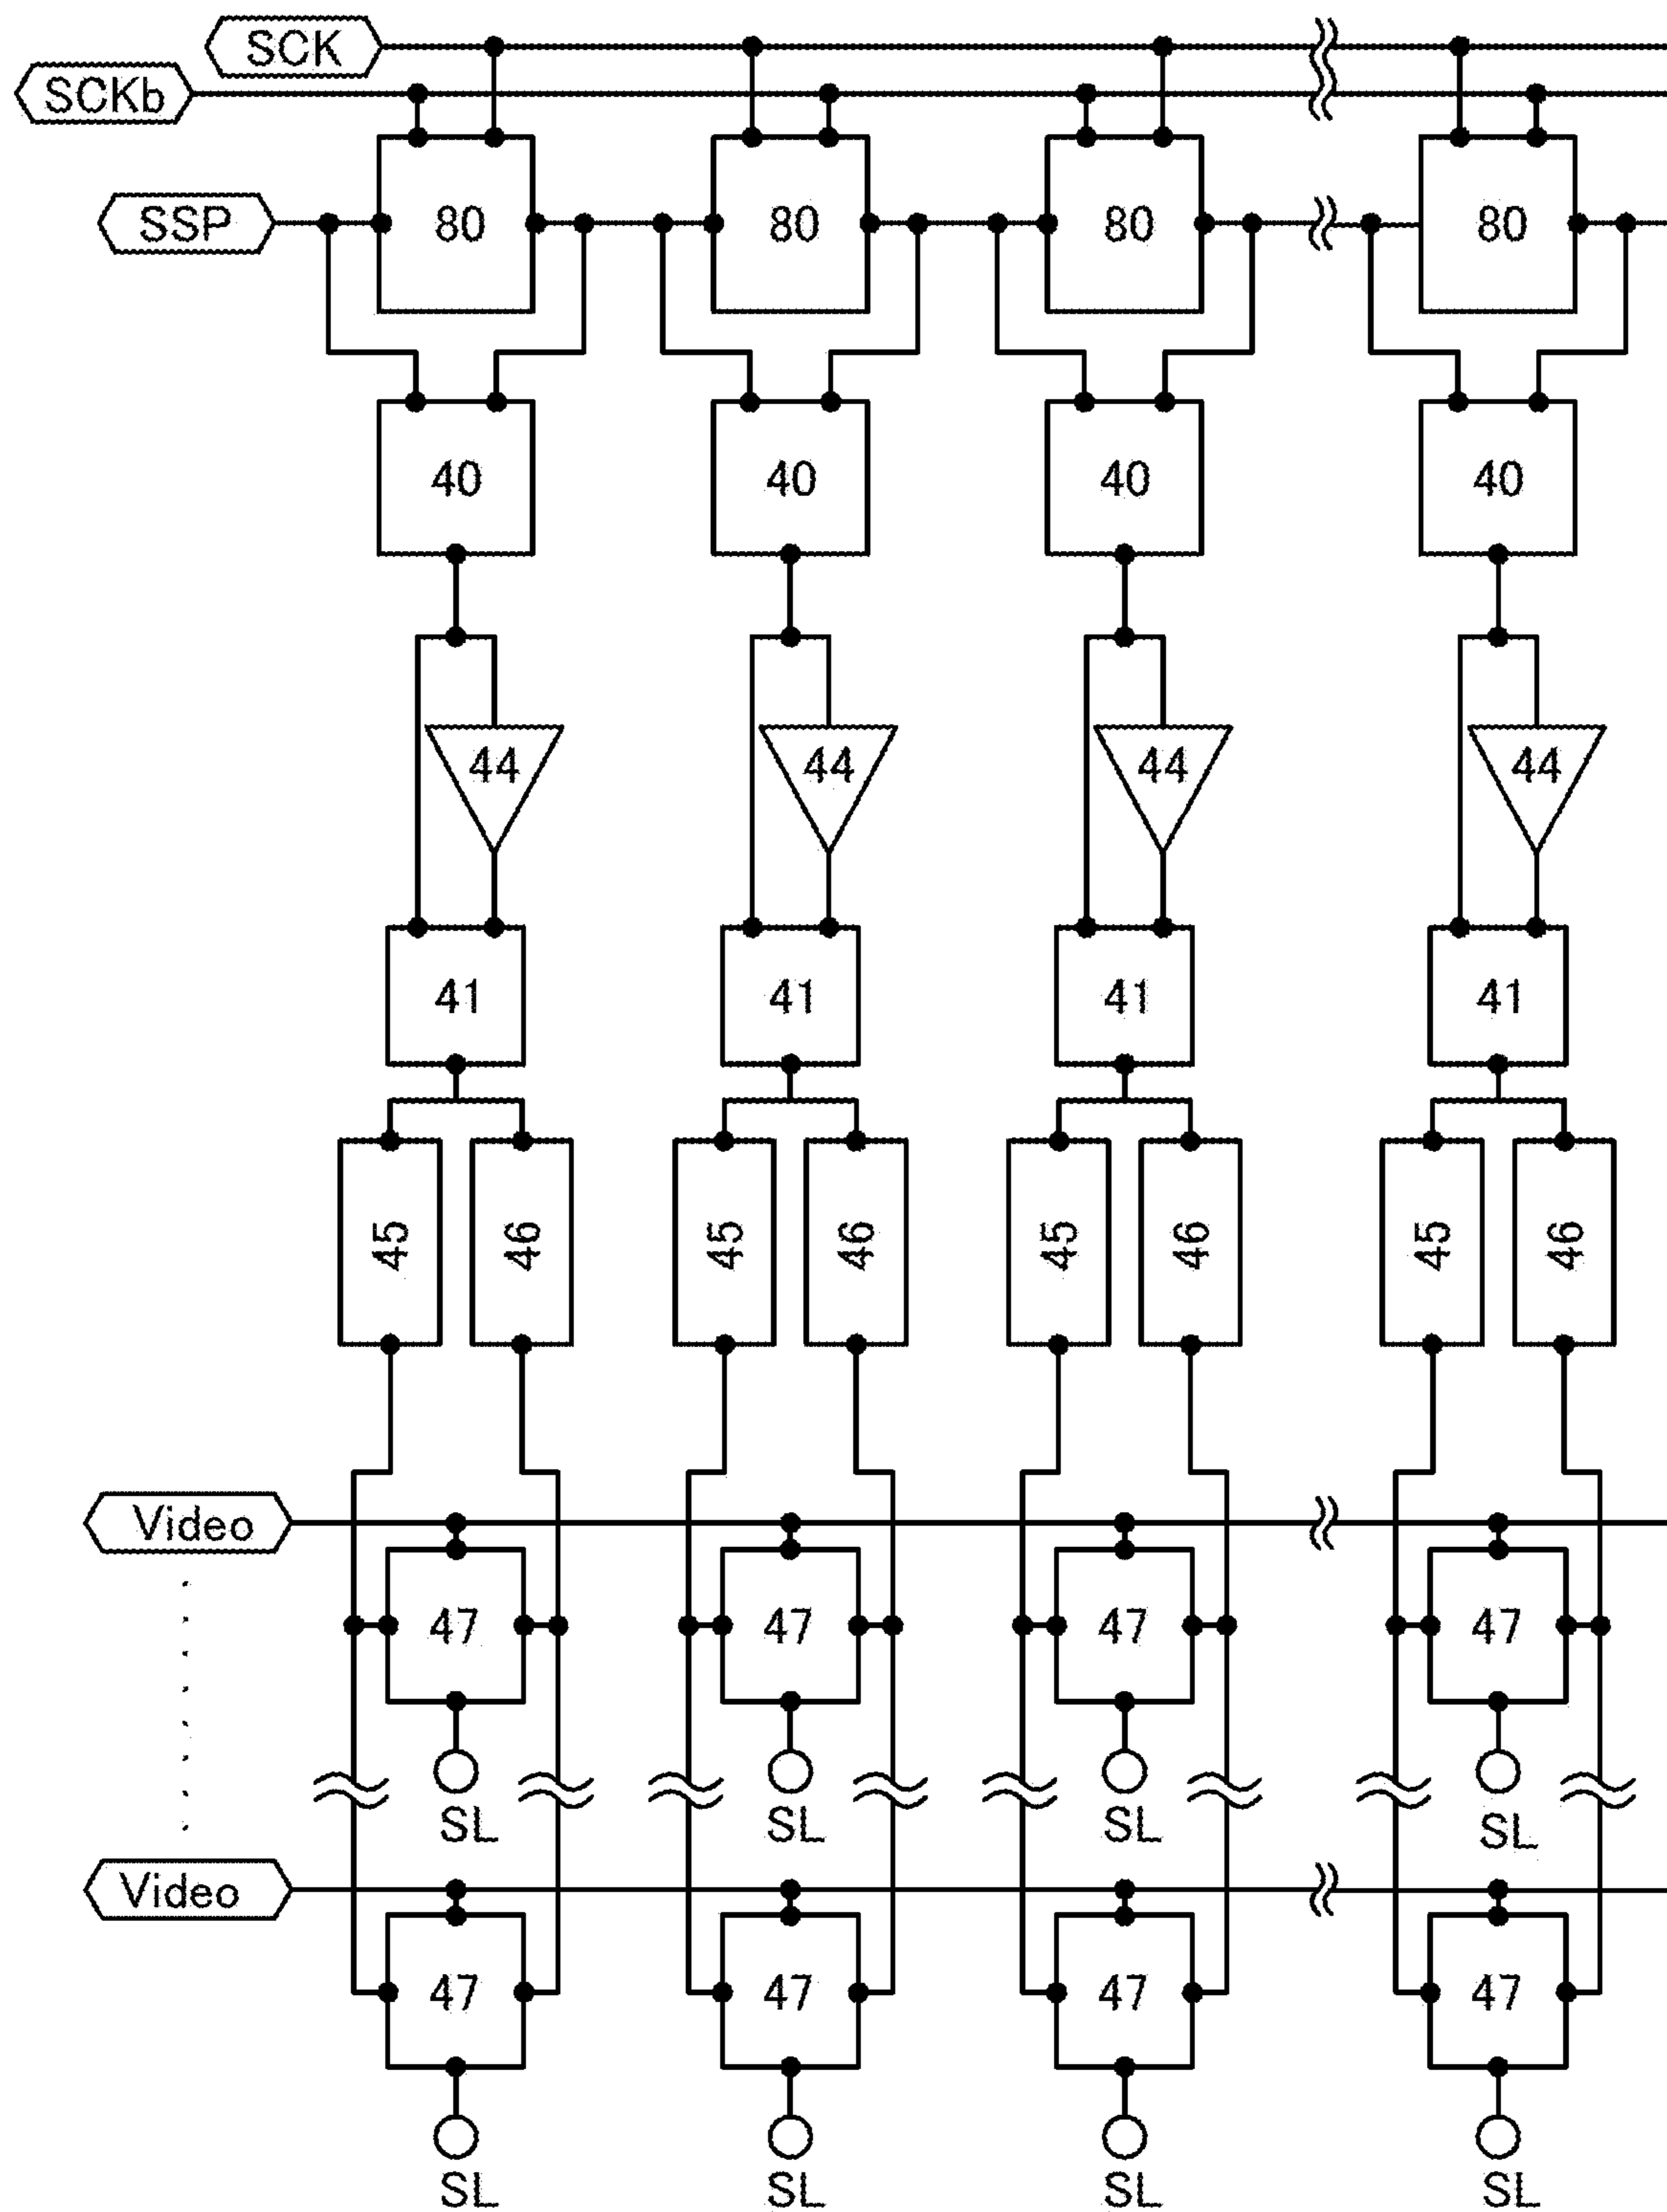 SCK
SCKb
SSP 80 80 80 80
40 40 40 40
44 44 44 44
41 41 41 41
45 46 45 46 45 46 45 46
Video
47 47 47 47
SL SL SL SL
Video
47 47 47 47
SL SL SL SL